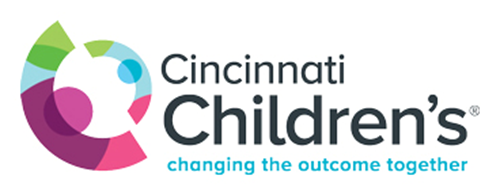 Cincinnati
Children's®
changing the outcome together